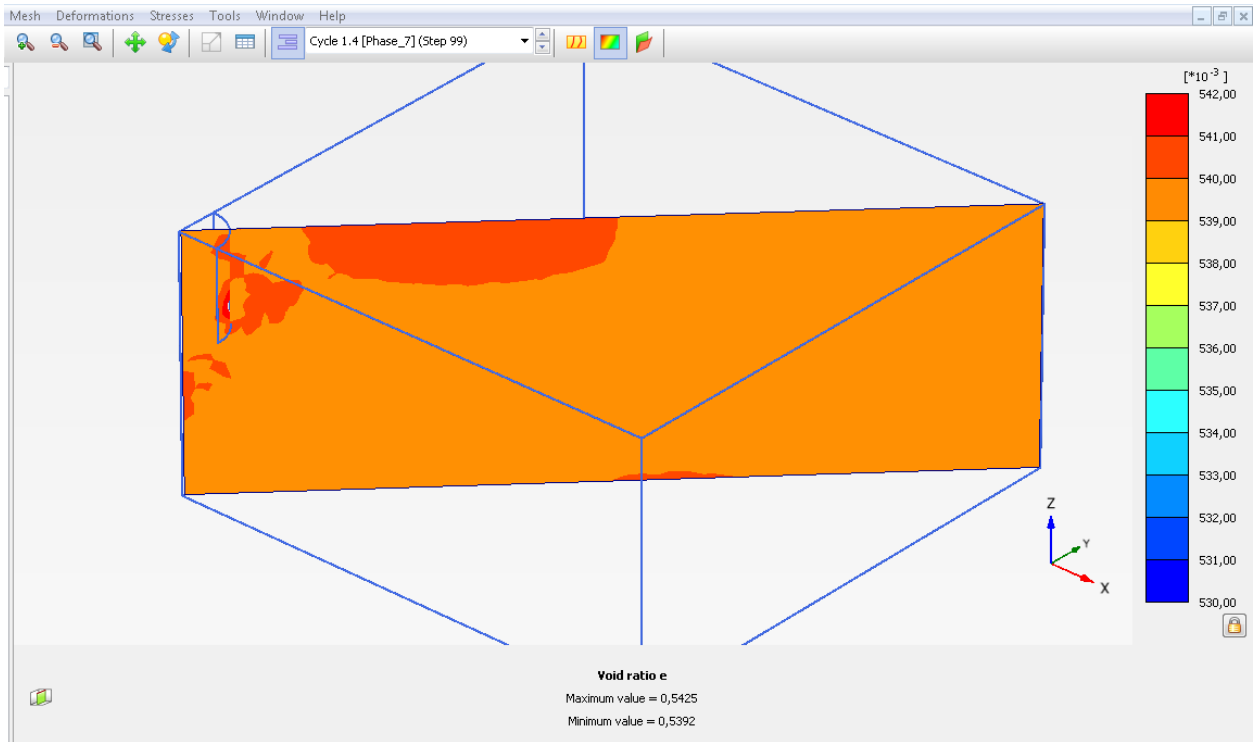 Mesh Deformations Stresses Tools Window Help
Cycle 1.4 [Phase_7] (Step 99)
[*10⁻³ ]
542,00
541,00
540,00
539,00
538,00
537,00
536,00
535,00
534,00
533,00
532,00
531,00
530,00
Z
Y
X
Void ratio e
Maximum value = 0,5425
Minimum value = 0,5392